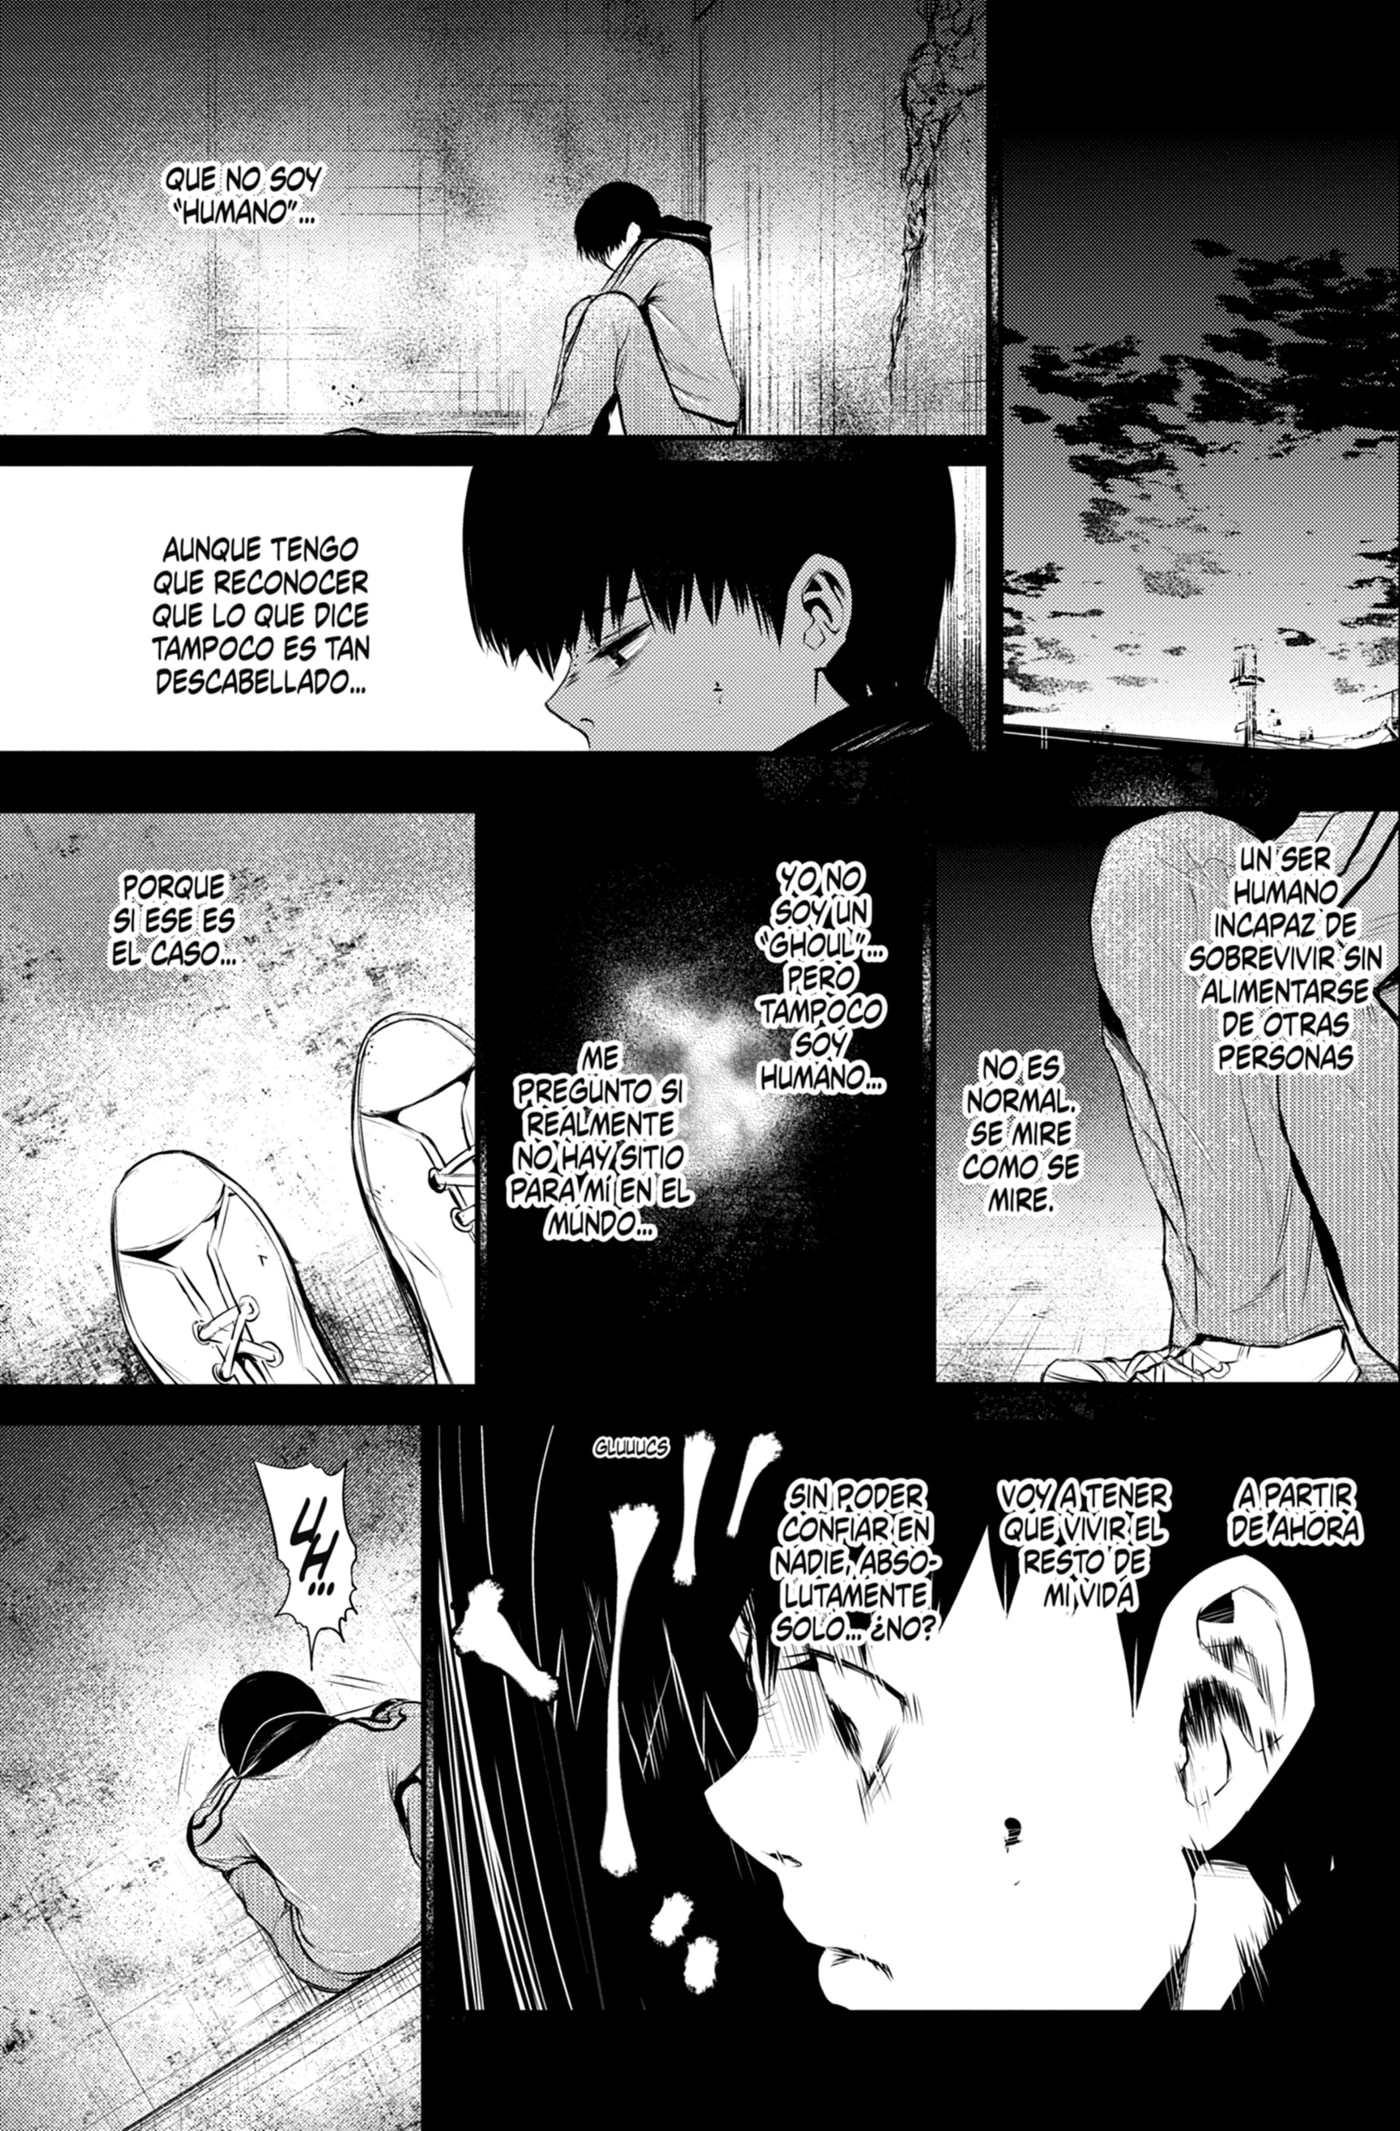 QUE NO SOY
"HUMANO"...
AUNQUE TENGO
QUE RECONOCER
QUE LO QUE DICE
TAMPOCO ES TAN
DESCABELLADO...
UN SER
HUMANO
INCAPAZ DE
SOBREVIVIR SIN
ALIMENTARSE
DE OTRAS
PERSONAS
NO ES
NORMAL.
SE MIRE
COMO SE
MIRE.
YO NO
SOY UN
"GHOUL"...
PERO
TAMPOCO
SOY
HUMANO...
ME
PREGUNTO SI
REALMENTE
NO HAY SITIO
PARA MÍ EN EL
MUNDO...
PORQUE
SI ESE ES
EL CASO...
A PARTIR
DE AHORA
VOY A TENER
QUE VIVIR EL
RESTO DE
MI VIDA
SIN PODER
CONFIAR EN
NADIE, ABSO-
LUTAMENTE
SOLO... ¿NO?
GLUUUCS
UH...